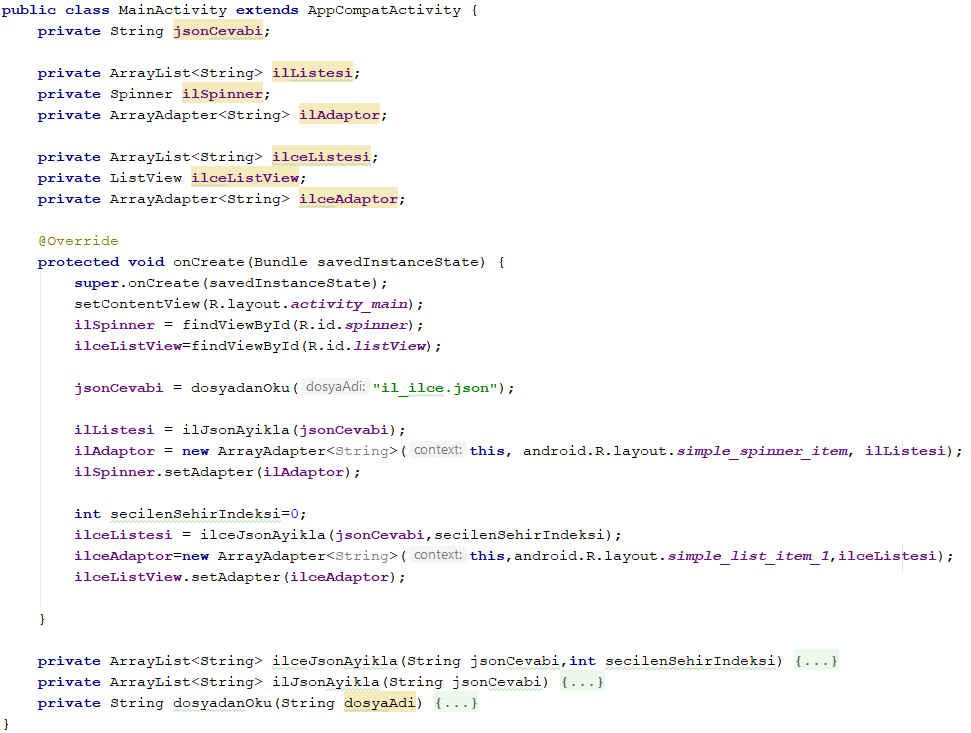 public class MainActivity extends AppCompatActivity {
private String jsonCevabi;
private ArrayList<String> ilListesi;
private Spinner ilSpinner;
private ArrayAdapter<String> ilAdaptor;
private ArrayList<String> ilceListesi;
private ListView ilceListView;
private ArrayAdapter<String> ilceAdaptor;
@Override
protected void onCreate(Bundle savedInstanceState) {
super.onCreate(savedInstanceState);
setContentView(R.layout.activity_main);
ilSpinner = findViewById(R.id.spinner);
ilceListView=findViewById(R.id.listView);
jsonCevabi = dosyadanOku( dosyaAdi: "il_ilce.json");
ilListesi = ilJsonAyikla(jsonCevabi);
ilAdaptor = new ArrayAdapter<String>( context: this, android.R.layout.simple_spinner_item, ilListesi);
ilSpinner.setAdapter(ilAdaptor);
int secilenSehirIndeksi=0;
ilceListesi = ilceJsonAyikla(jsonCevabi,secilenSehirIndeksi);
ilceAdaptor=new ArrayAdapter<String>( context: this,android.R.layout.simple_list_item_1,ilceListesi);
ilceListView.setAdapter(ilceAdaptor);
}
private ArrayList<String> ilceJsonAyikla(String jsonCevabi,int secilenSehirIndeksi) {...}
private ArrayList<String> ilJsonAyikla(String jsonCevabi) {...}
private String dosyadanOku(String dosyaAdi) {...}
}